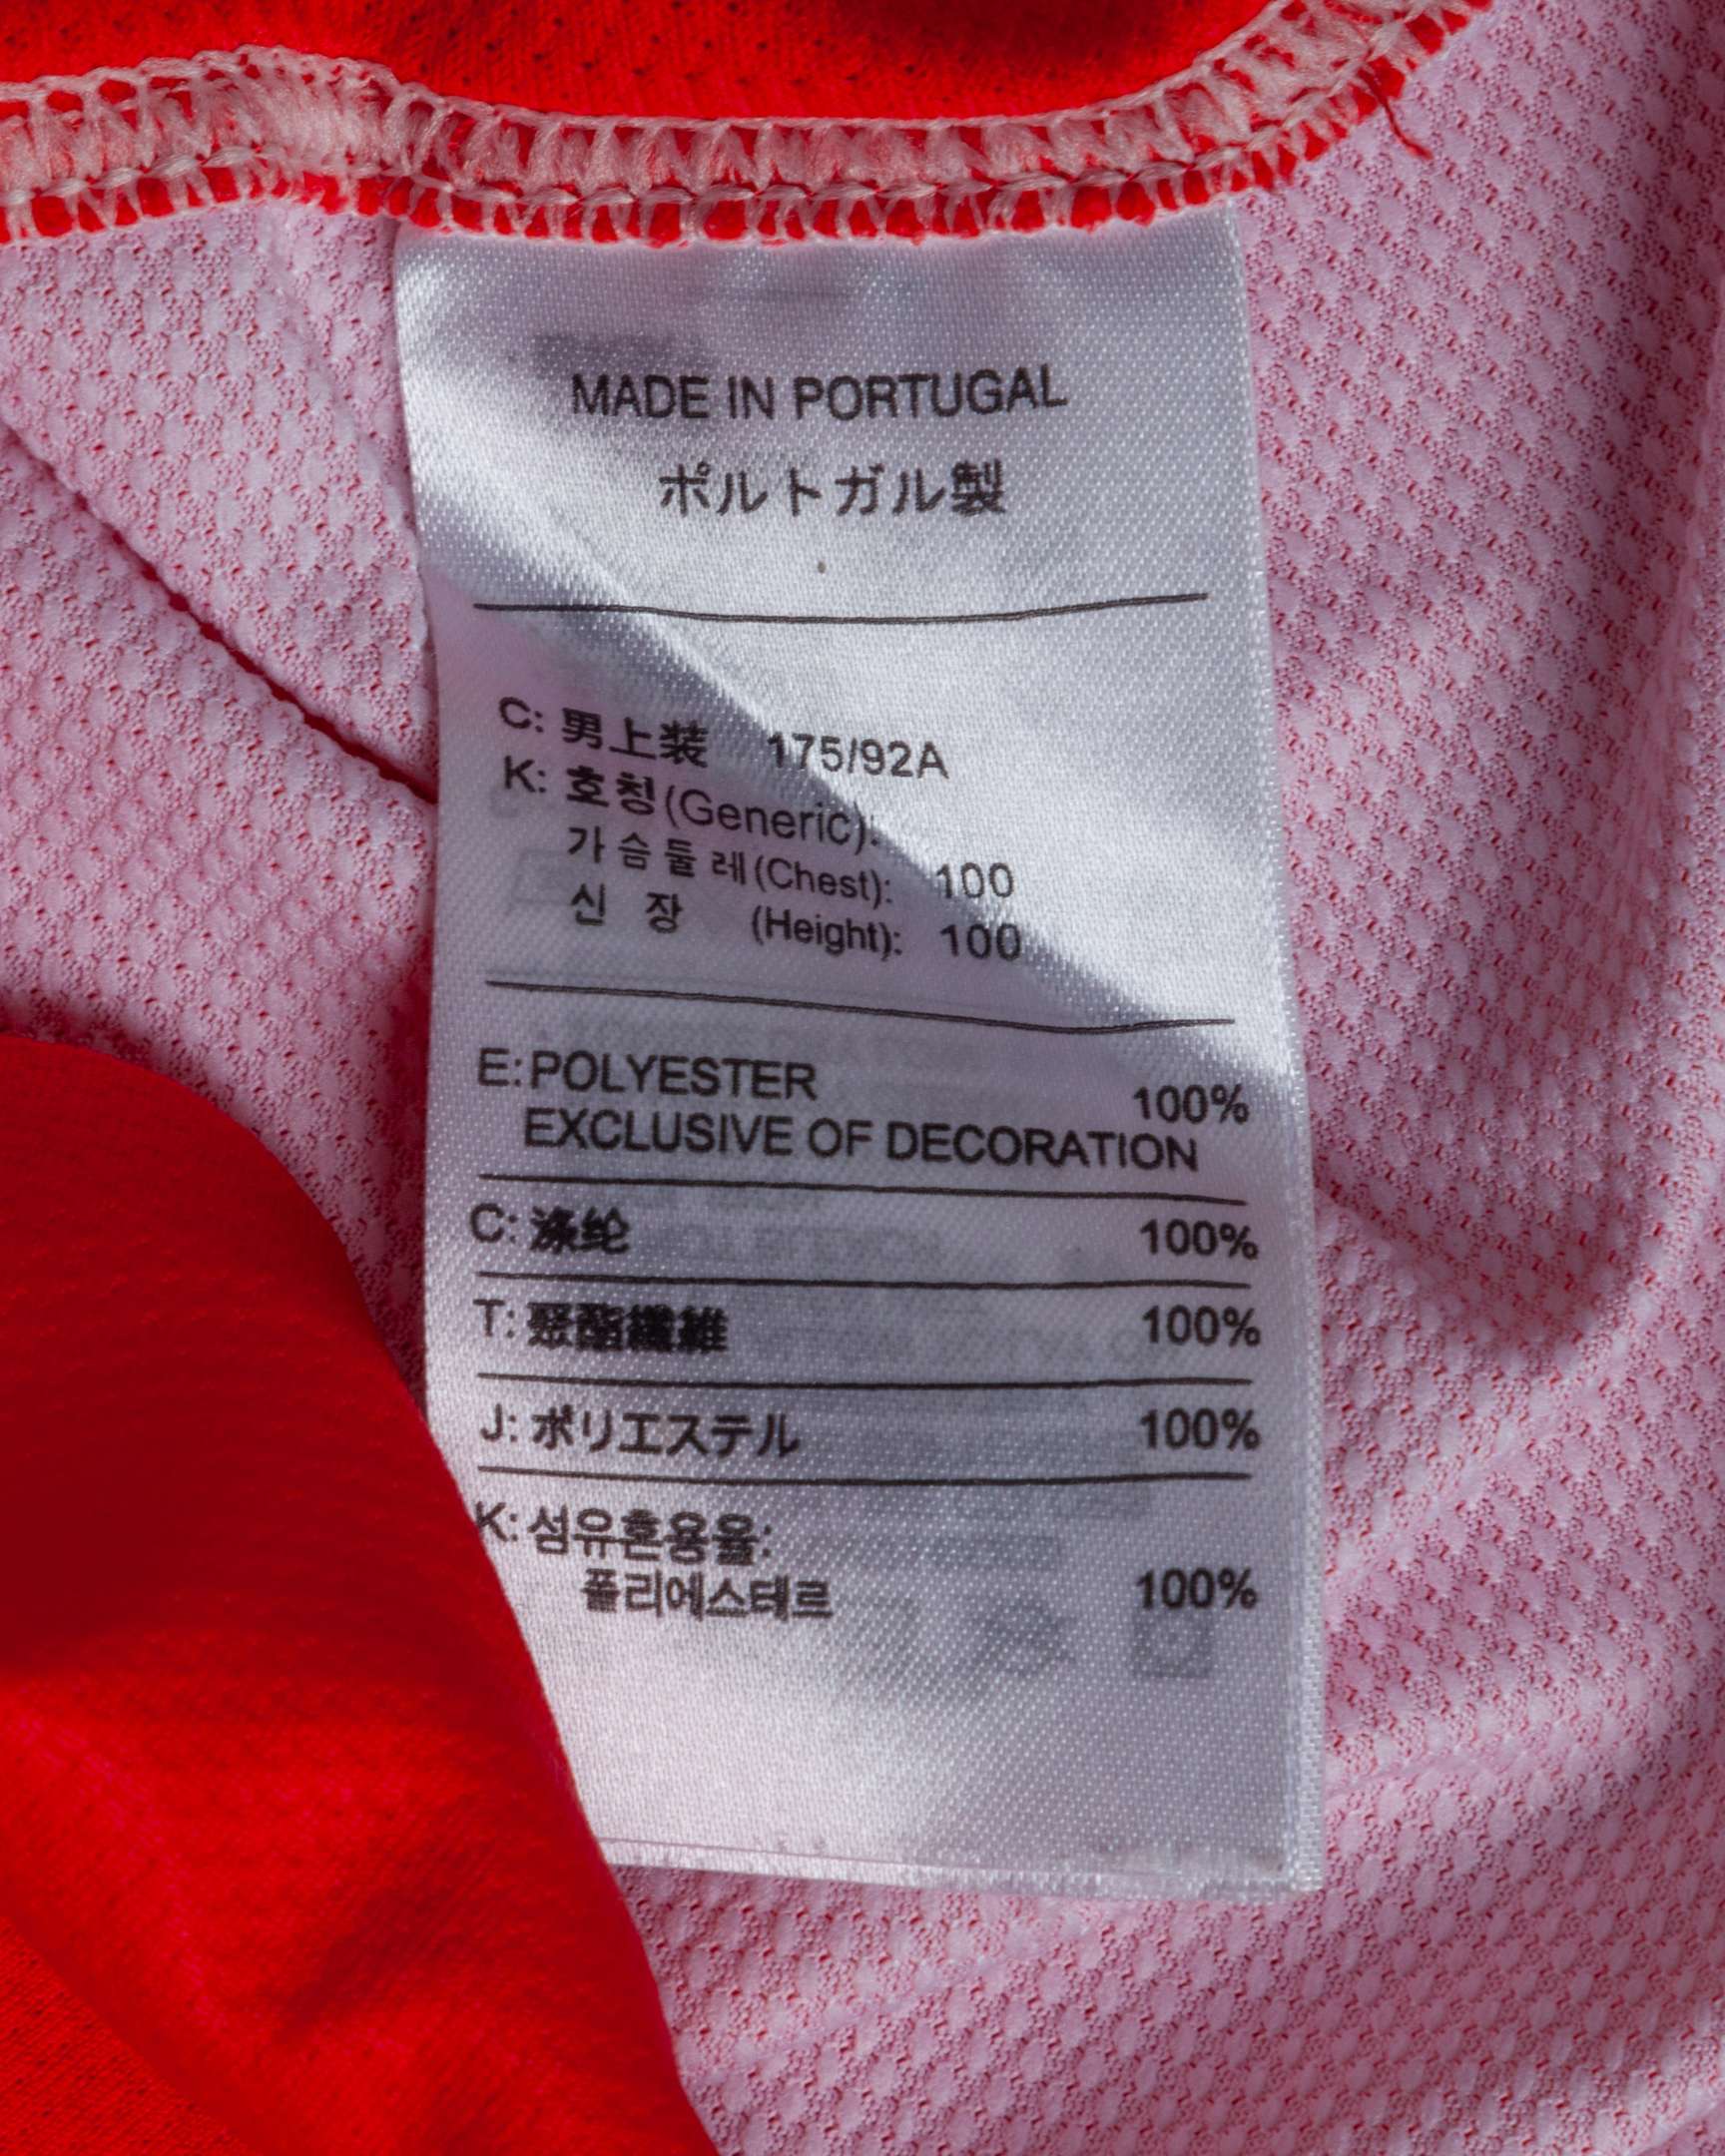 MADE IN PORTUGAL
ポルトガル製
C: 男上装 175/92A
K: 호칭(Generic):
가슴둘레(Chest): 100
신 장 (Height): 100
E: POLYESTER 100%
EXCLUSIVE OF DECORATION
C: 涤纶 100%
T: 聚酯纖維 100%
J: ポリエステル 100%
K: 섬유혼용율:
폴리에스테르 100%